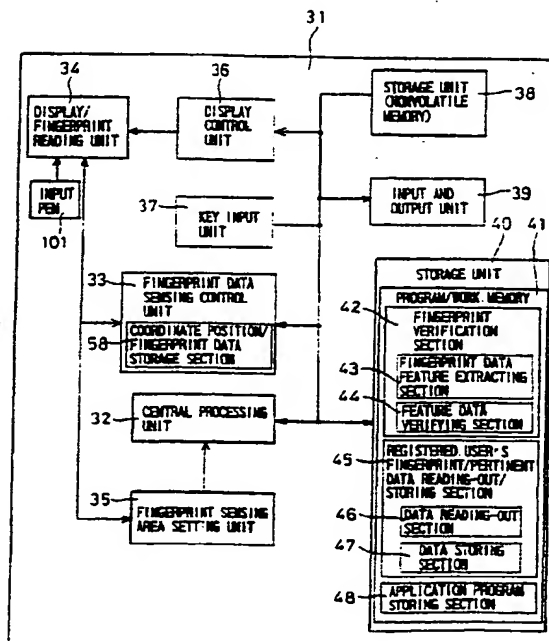 31
34
DISPLAY/
FINGERPRINT
READING UNIT
36
DISPLAY
CONTROL
UNIT
STORAGE UNIT
(NONVOLATILE
MEMORY)
38
INPUT
PEN
101
37
KEY INPUT
UNIT
INPUT AND
OUTPUT UNIT
39
33
FINGERPRINT DATA
SENSING CONTROL
UNIT
58
COORDINATE POSITION/
FINGERPRINT DATA
STORAGE SECTION
32
CENTRAL PROCESSING
UNIT
35
FINGERPRINT SENSING
AREA SETTING UNIT
40
41
STORAGE UNIT
PROGRAM/WORK MEMORY
42
FINGERPRINT
VERIFICATION
SECTION
43
FINGERPRINT DATA
FEATURE EXTRACTING
SECTION
44
FEATURE DATA
VERIFYING SECTION
45
REGISTERED USER'S
FINGERPRINT/PERTINENT
DATA READING-OUT/
STORING SECTION
46
DATA READING-OUT
SECTION
47
DATA STORING
SECTION
48
APPLICATION PROGRAM
STORING SECTION